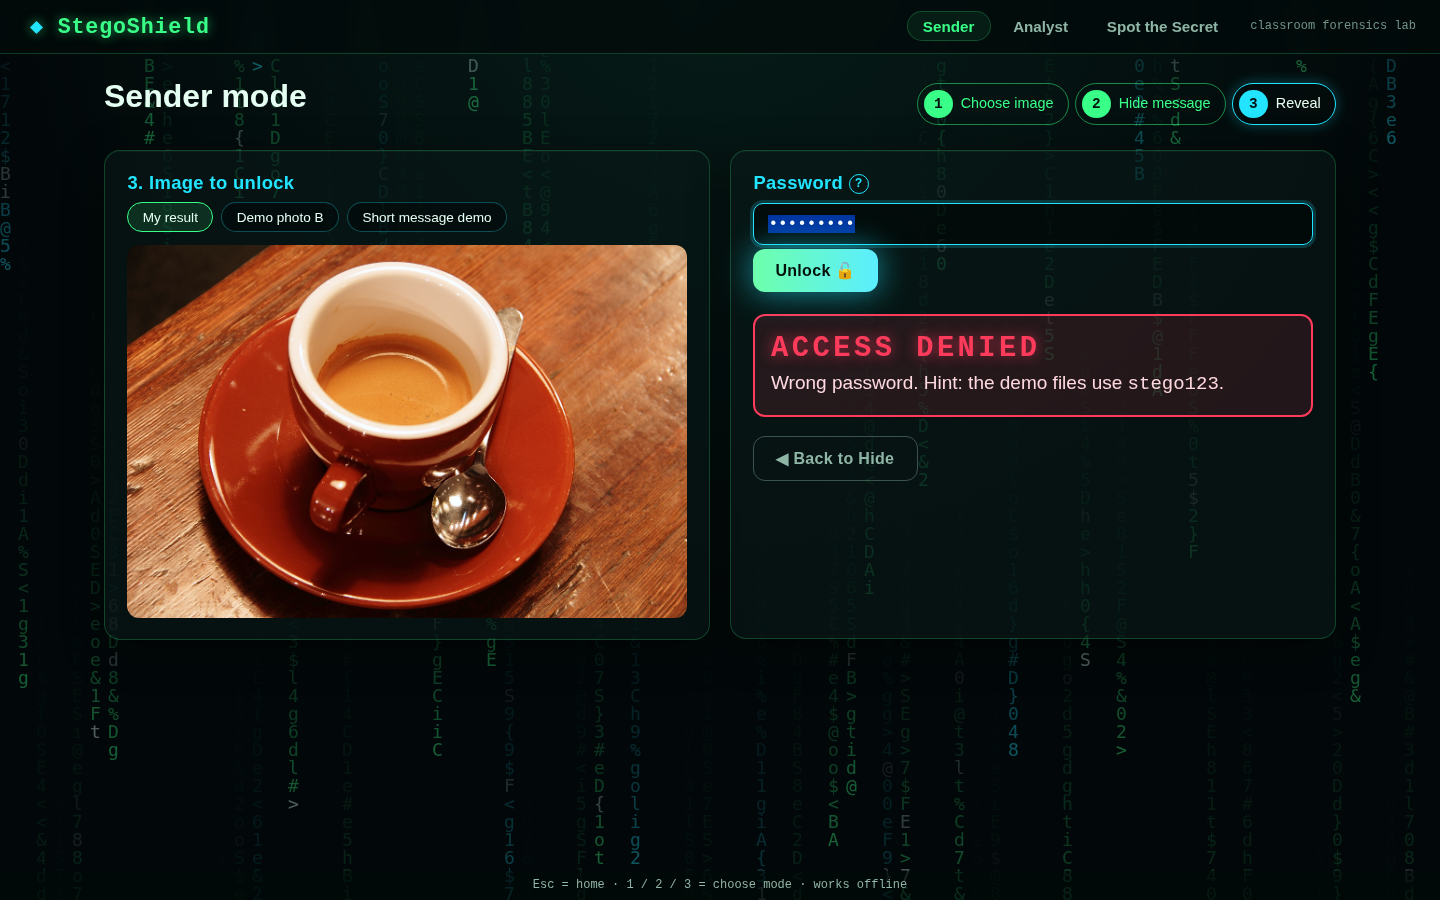 ◆ StegoShield
Sender Analyst Spot the Secret classroom forensics lab
Sender mode
1 Choose image 2 Hide message 3 Reveal
3. Image to unlock
My result Demo photo B Short message demo
Password ?
•••••••••
Unlock 🔓
ACCESS DENIED
Wrong password. Hint: the demo files use stego123.
◀ Back to Hide
Esc = home · 1 / 2 / 3 = choose mode · works offline